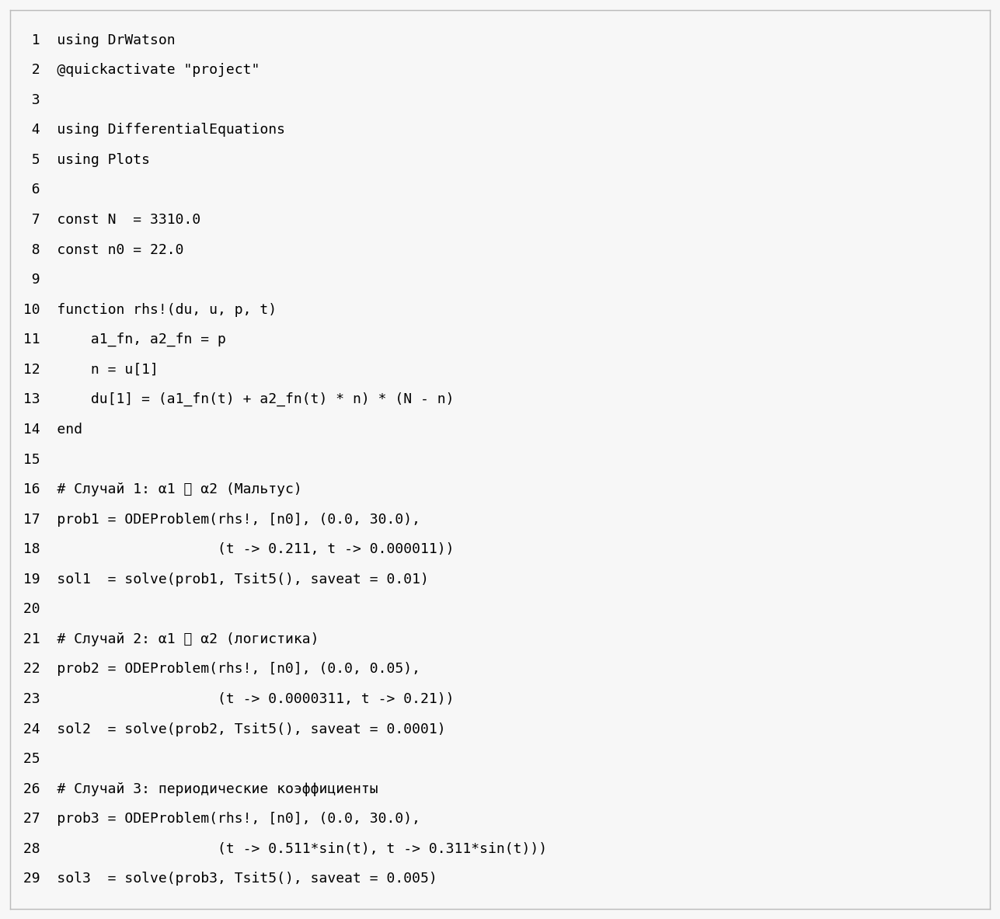 1 using DrWatson
2 @quickactivate "project"
3
4 using DifferentialEquations
5 using Plots
6
7 const N  = 3310.0
8 const n0 = 22.0
9
10 function rhs!(du, u, p, t)
11     a1_fn, a2_fn = p
12     n = u[1]
13     du[1] = (a1_fn(t) + a2_fn(t) * n) * (N - n)
14 end
15
16 # Случай 1: α1 α2 (Мальтус)
17 prob1 = ODEProblem(rhs!, [n0], (0.0, 30.0),
18                    (t -> 0.211, t -> 0.000011))
19 sol1  = solve(prob1, Tsit5(), saveat = 0.01)
20
21 # Случай 2: α1 α2 (логистика)
22 prob2 = ODEProblem(rhs!, [n0], (0.0, 0.05),
23                    (t -> 0.0000311, t -> 0.21))
24 sol2  = solve(prob2, Tsit5(), saveat = 0.0001)
25
26 # Случай 3: периодические коэффициенты
27 prob3 = ODEProblem(rhs!, [n0], (0.0, 30.0),
28                    (t -> 0.511*sin(t), t -> 0.311*sin(t)))
29 sol3  = solve(prob3, Tsit5(), saveat = 0.005)